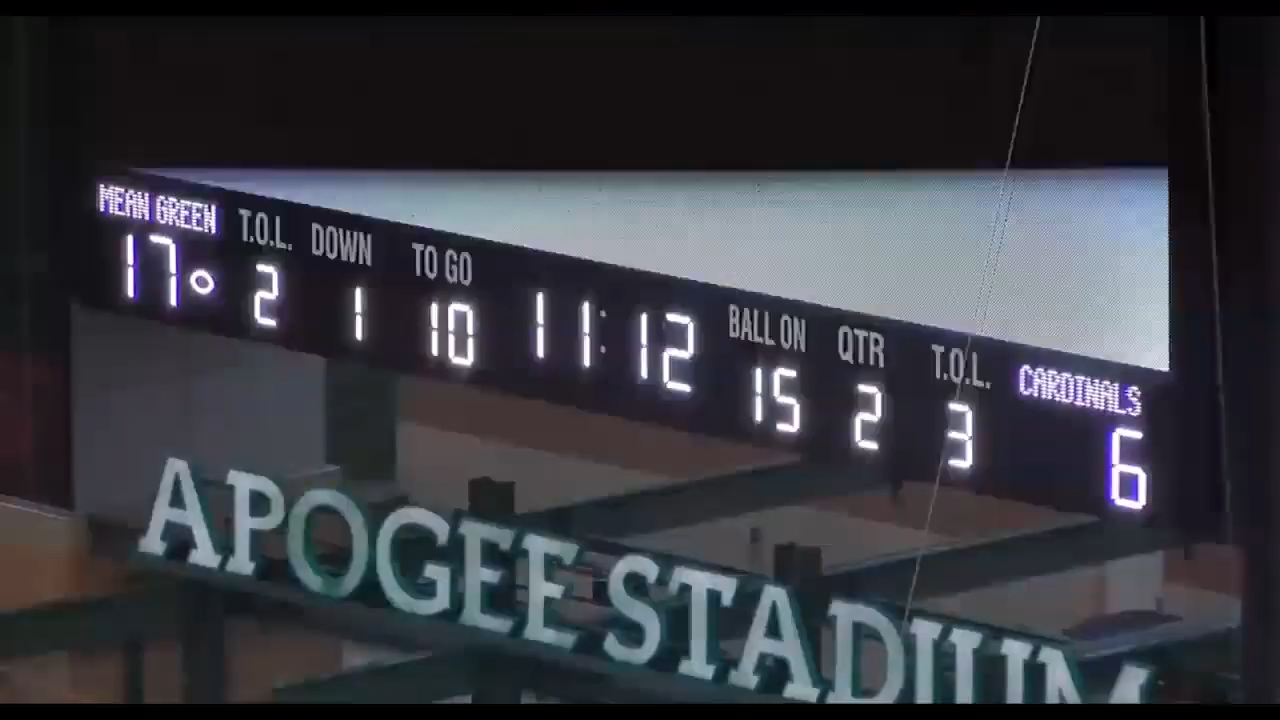 MEAN GREEN T.O.L. DOWN TO GO BALL ON QTR T.O.L. CARDINALS
17 2 1 10 11:12 15 2 3 6
APOGEE STADIUM